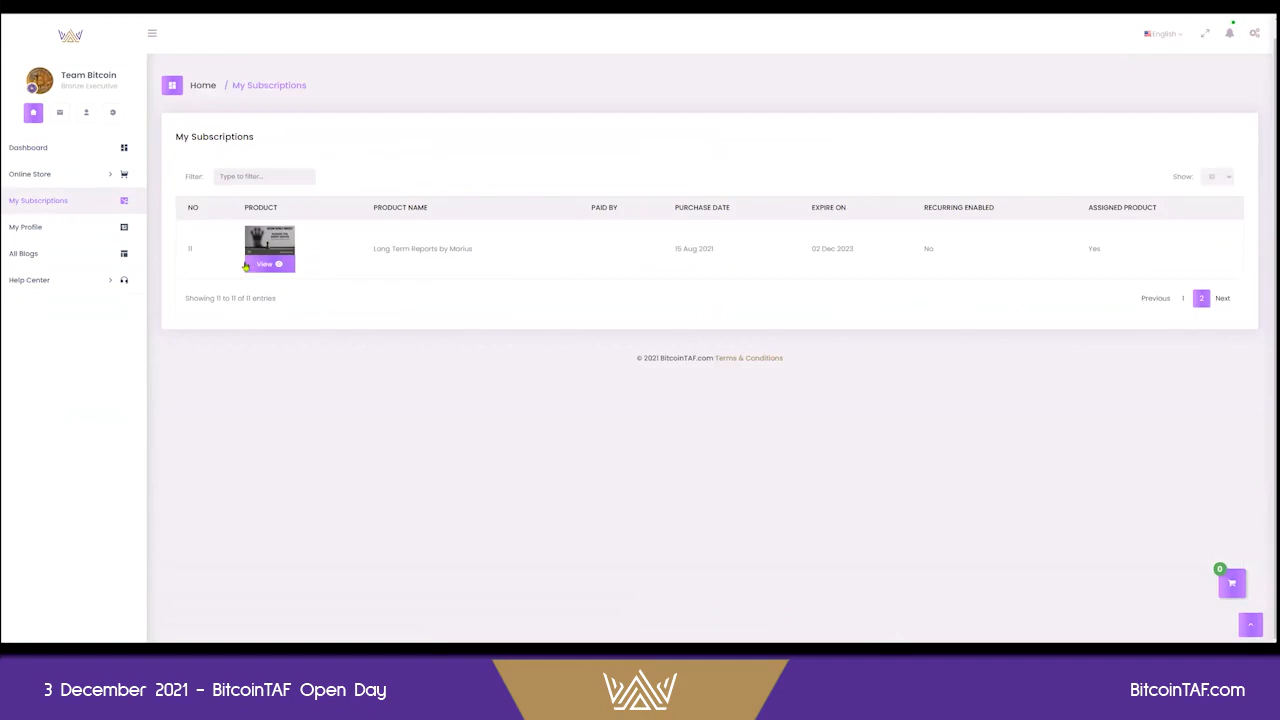 English
Team Bitcoin
Bronze Executive
Home / My Subscriptions
Dashboard
Online Store
My Subscriptions
My Profile
All Blogs
Help Center
My Subscriptions
Filter: Type to filter... Show: 10
NO PRODUCT PRODUCT NAME PAID BY PURCHASE DATE EXPIRE ON RECURRING ENABLED ASSIGNED PRODUCT
11 View Long Term Reports by Marius 15 Aug 2021 02 Dec 2023 No Yes
Showing 11 to 11 of 11 entries Previous 1 2 Next
© 2021 BitcoinTAF.com Terms & Conditions
0
3 December 2021 - BitcoinTAF Open Day BitcoinTAF.com